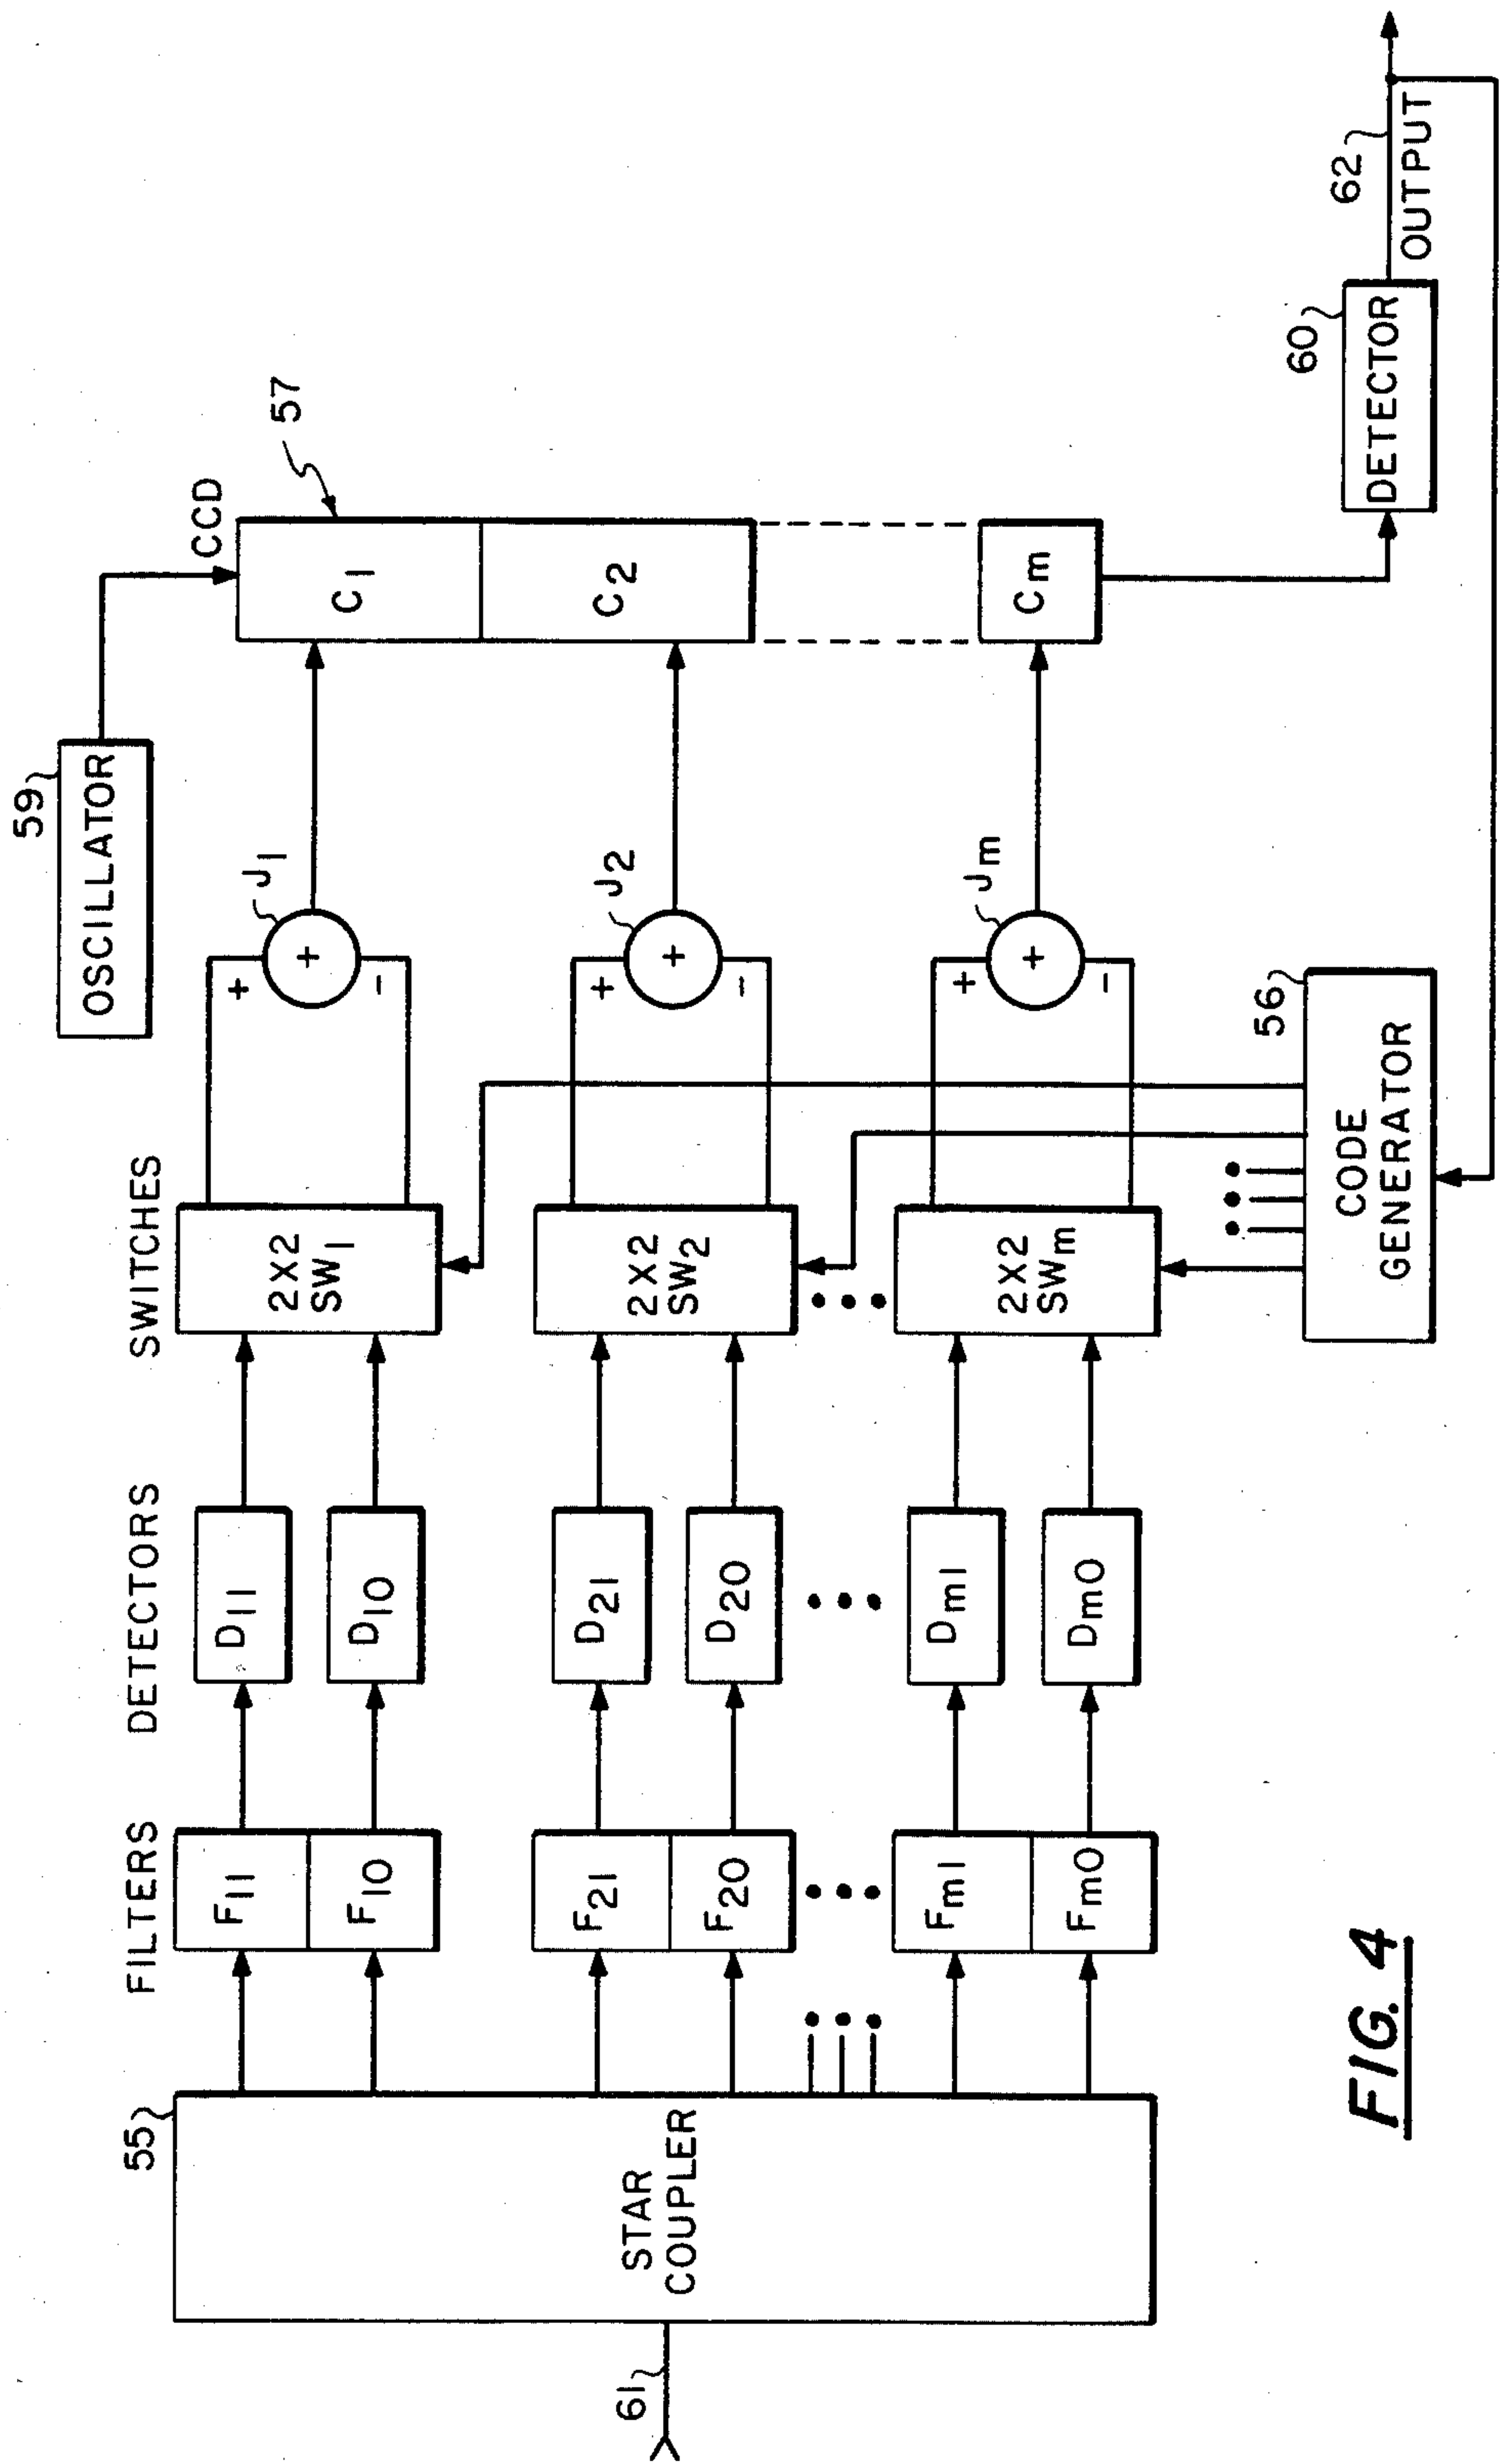 59
OSCILLATOR
CCD
57
C1
C2
Cm
J1
+
+
-
J2
+
+
-
Jm
+
+
-
SWITCHES
2X2
SW1
2X2
SW2
2X2
SWm
DETECTORS
D11
D10
D21
D20
Dm1
Dm0
FILTERS
F11
F10
F21
F20
Fm1
Fm0
55
STAR
COUPLER
61
56
CODE
GENERATOR
60
DETECTOR
62
OUTPUT
FIG. 4